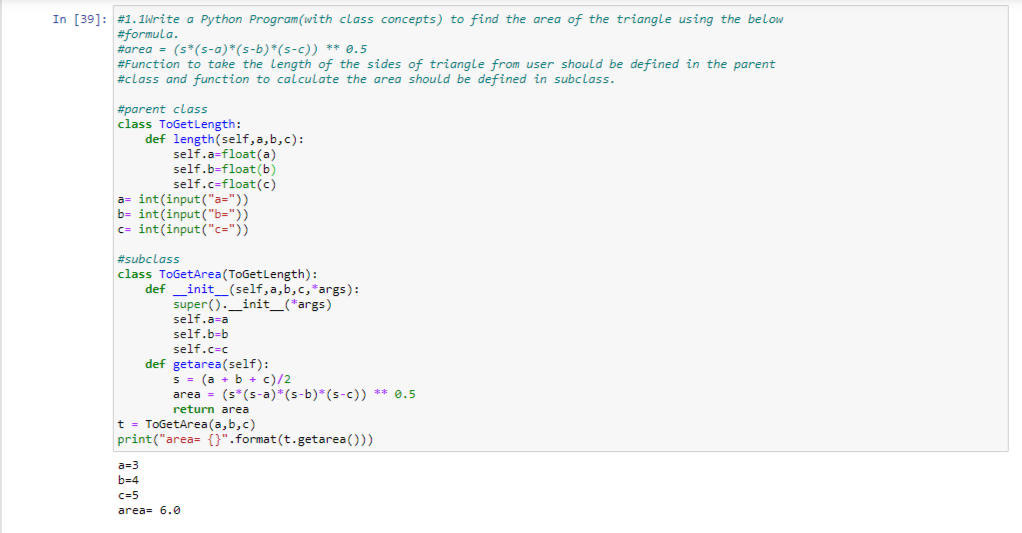 In [39]: #1.1Write a Python Program(with class concepts) to find the area of the triangle using the below
#formula.
#area = (s*(s-a)*(s-b)*(s-c)) ** 0.5
#Function to take the length of the sides of triangle from user should be defined in the parent
#class and function to calculate the area should be defined in subclass.

#parent class
class ToGetLength:
    def length(self,a,b,c):
        self.a=float(a)
        self.b=float(b)
        self.c=float(c)
a= int(input("a="))
b= int(input("b="))
c= int(input("c="))

#subclass
class ToGetArea(ToGetLength):
    def __init__(self,a,b,c,*args):
        super().__init__(*args)
        self.a=a
        self.b=b
        self.c=c
    def getarea(self):
        s = (a + b + c)/2
        area = (s*(s-a)*(s-b)*(s-c)) ** 0.5
        return area
t = ToGetArea(a,b,c)
print("area= {}".format(t.getarea()))
a=3
b=4
c=5
area= 6.0